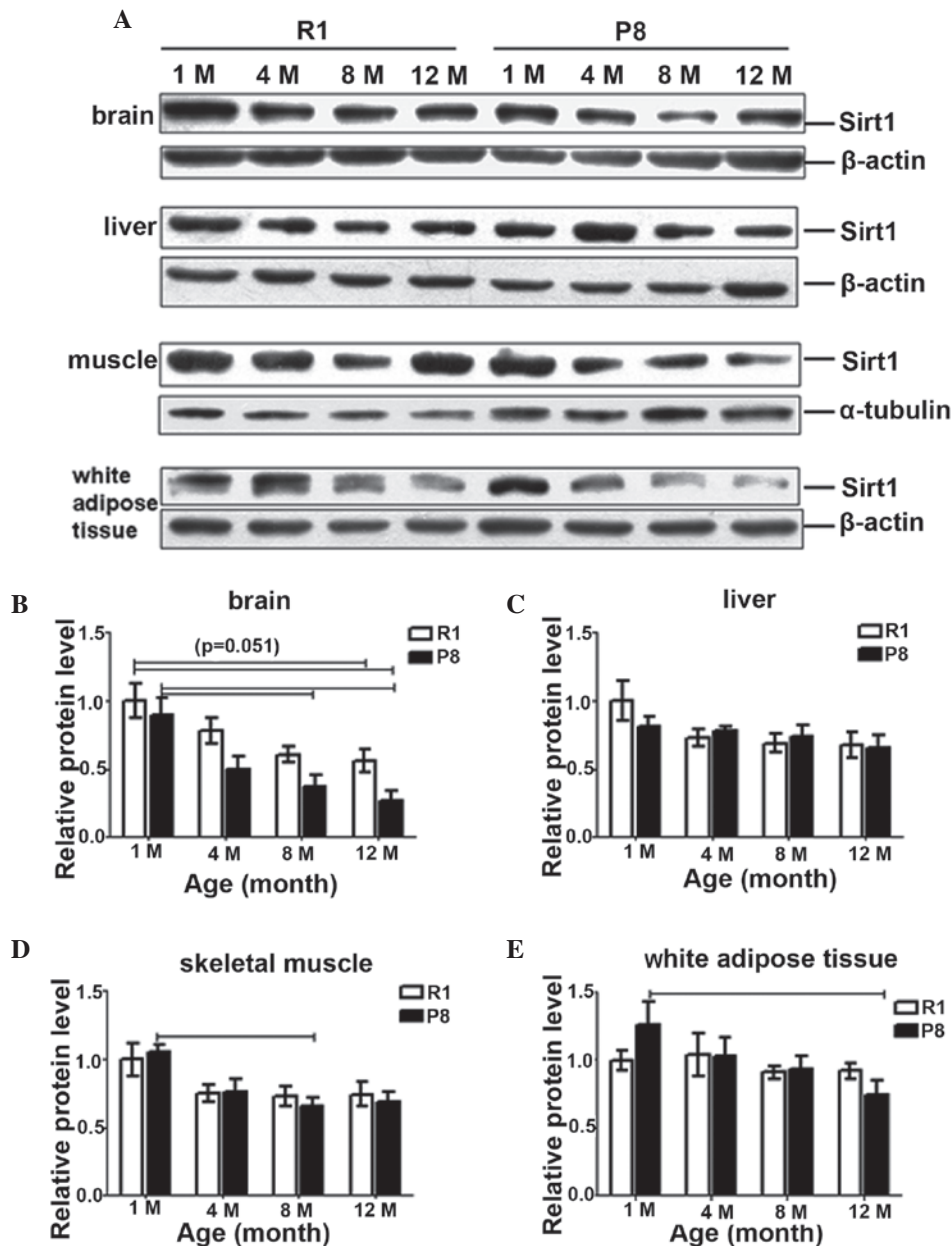 A
R1 P8
1 M 4 M 8 M 12 M 1 M 4 M 8 M 12 M
brain Sirt1
β-actin
liver Sirt1
β-actin
muscle Sirt1
α-tubulin
white adipose tissue Sirt1
β-actin
B
brain
Relative protein level
1.5
1.0
0.5
0.0
(p=0.051)
R1
P8
1 M 4 M 8 M 12 M
Age (month)
C
liver
Relative protein level
1.5
1.0
0.5
0.0
R1
P8
1 M 4 M 8 M 12 M
Age (month)
D
skeletal muscle
Relative protein level
1.5
1.0
0.5
0.0
R1
P8
1 M 4 M 8 M 12 M
Age (month)
E
white adipose tissue
Relative protein level
1.5
1.0
0.5
0.0
R1
P8
1 M 4 M 8 M 12 M
Age (month)